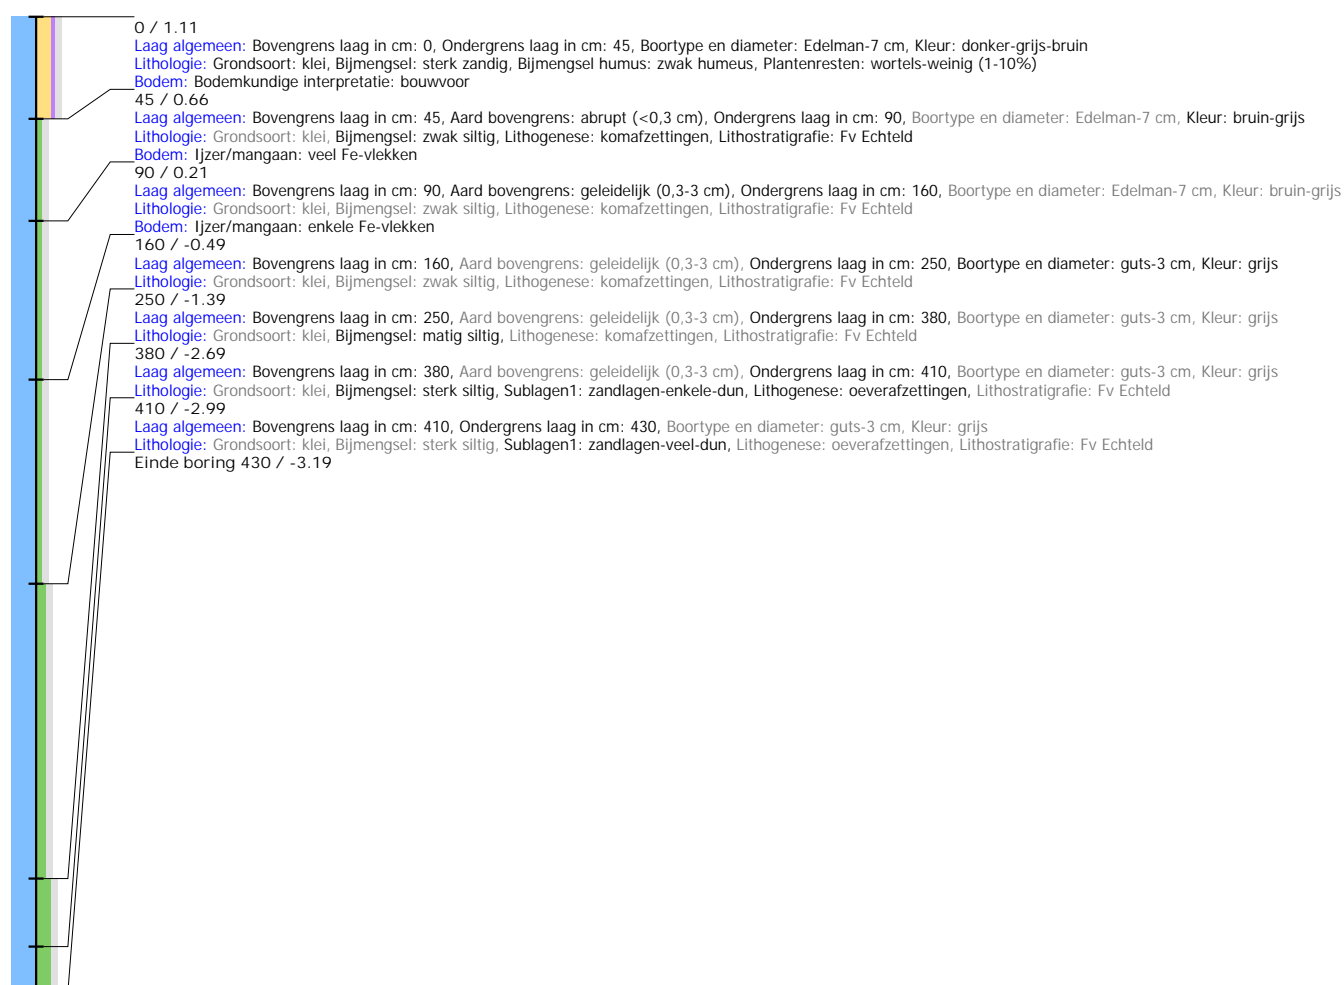 0 / 1.11
Laag algemeen: Bovengrens laag in cm: 0, Ondergrens laag in cm: 45, Boortype en diameter: Edelman-7 cm, Kleur: donker-grijs-bruin
Lithologie: Grondsoort: klei, Bijmengsel: sterk zandig, Bijmengsel humus: zwak humeus, Plantenresten: wortels-weinig (1-10%)
Bodem: Bodemkundige interpretatie: bouwvoor
45 / 0.66
Laag algemeen: Bovengrens laag in cm: 45, Aard bovengrens: abrupt (<0,3 cm), Ondergrens laag in cm: 90, Boortype en diameter: Edelman-7 cm, Kleur: bruin-grijs
Lithologie: Grondsoort: klei, Bijmengsel: zwak siltig, Lithogenese: komafzettingen, Lithostratigrafie: Fv Echteld
Bodem: Ijzer/mangaan: veel Fe-vlekken
90 / 0.21
Laag algemeen: Bovengrens laag in cm: 90, Aard bovengrens: geleidelijk (0,3-3 cm), Ondergrens laag in cm: 160, Boortype en diameter: Edelman-7 cm, Kleur: bruin-grijs
Lithologie: Grondsoort: klei, Bijmengsel: zwak siltig, Lithogenese: komafzettingen, Lithostratigrafie: Fv Echteld
Bodem: Ijzer/mangaan: enkele Fe-vlekken
160 / -0.49
Laag algemeen: Bovengrens laag in cm: 160, Aard bovengrens: geleidelijk (0,3-3 cm), Ondergrens laag in cm: 250, Boortype en diameter: guts-3 cm, Kleur: grijs
Lithologie: Grondsoort: klei, Bijmengsel: zwak siltig, Lithogenese: komafzettingen, Lithostratigrafie: Fv Echteld
250 / -1.39
Laag algemeen: Bovengrens laag in cm: 250, Aard bovengrens: geleidelijk (0,3-3 cm), Ondergrens laag in cm: 380, Boortype en diameter: guts-3 cm, Kleur: grijs
Lithologie: Grondsoort: klei, Bijmengsel: matig siltig, Lithogenese: komafzettingen, Lithostratigrafie: Fv Echteld
380 / -2.69
Laag algemeen: Bovengrens laag in cm: 380, Aard bovengrens: geleidelijk (0,3-3 cm), Ondergrens laag in cm: 410, Boortype en diameter: guts-3 cm, Kleur: grijs
Lithologie: Grondsoort: klei, Bijmengsel: sterk siltig, Sublagen1: zandlagen-enkele-dun, Lithogenese: oeverafzettingen, Lithostratigrafie: Fv Echteld
410 / -2.99
Laag algemeen: Bovengrens laag in cm: 410, Ondergrens laag in cm: 430, Boortype en diameter: guts-3 cm, Kleur: grijs
Lithologie: Grondsoort: klei, Bijmengsel: sterk siltig, Sublagen1: zandlagen-veel-dun, Lithogenese: oeverafzettingen, Lithostratigrafie: Fv Echteld
Einde boring 430 / -3.19